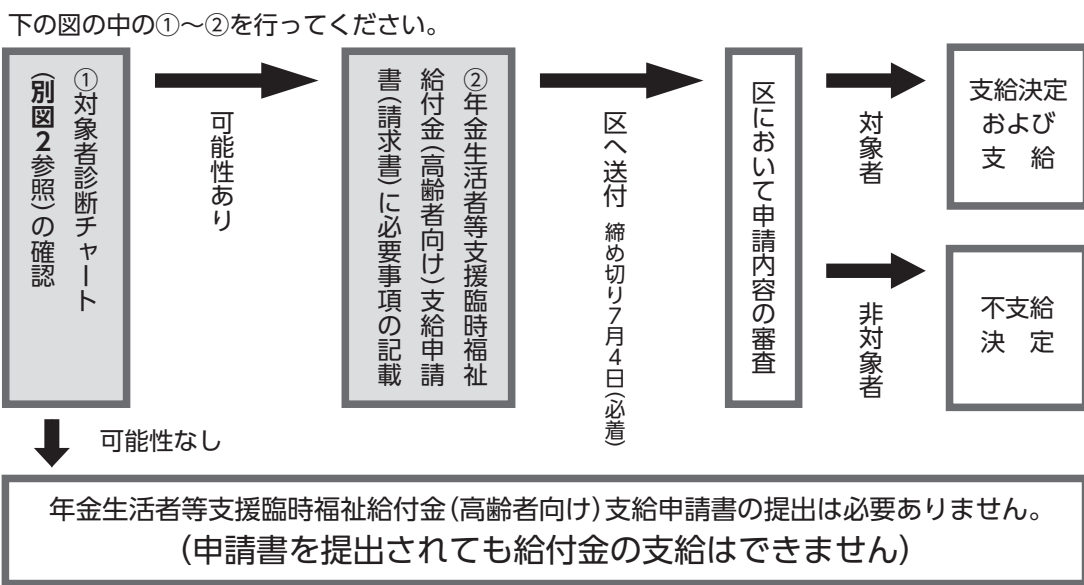 下の図の中の①～②を行ってください。
①対象者診断チャート
（別図2参照）の確認
可能性あり
②年金生活者等支援臨時福祉
給付金（高齢者向け）支給申請
書（請求書）に必要事項の記載
区へ送付 締め切り7月4日（必着）
区において申請内容の審査
対象者
支給決定
および
支　給
非対象者
不支給
決　定
可能性なし
年金生活者等支援臨時福祉給付金（高齢者向け）支給申請書の提出は必要ありません。
（申請書を提出されても給付金の支給はできません）